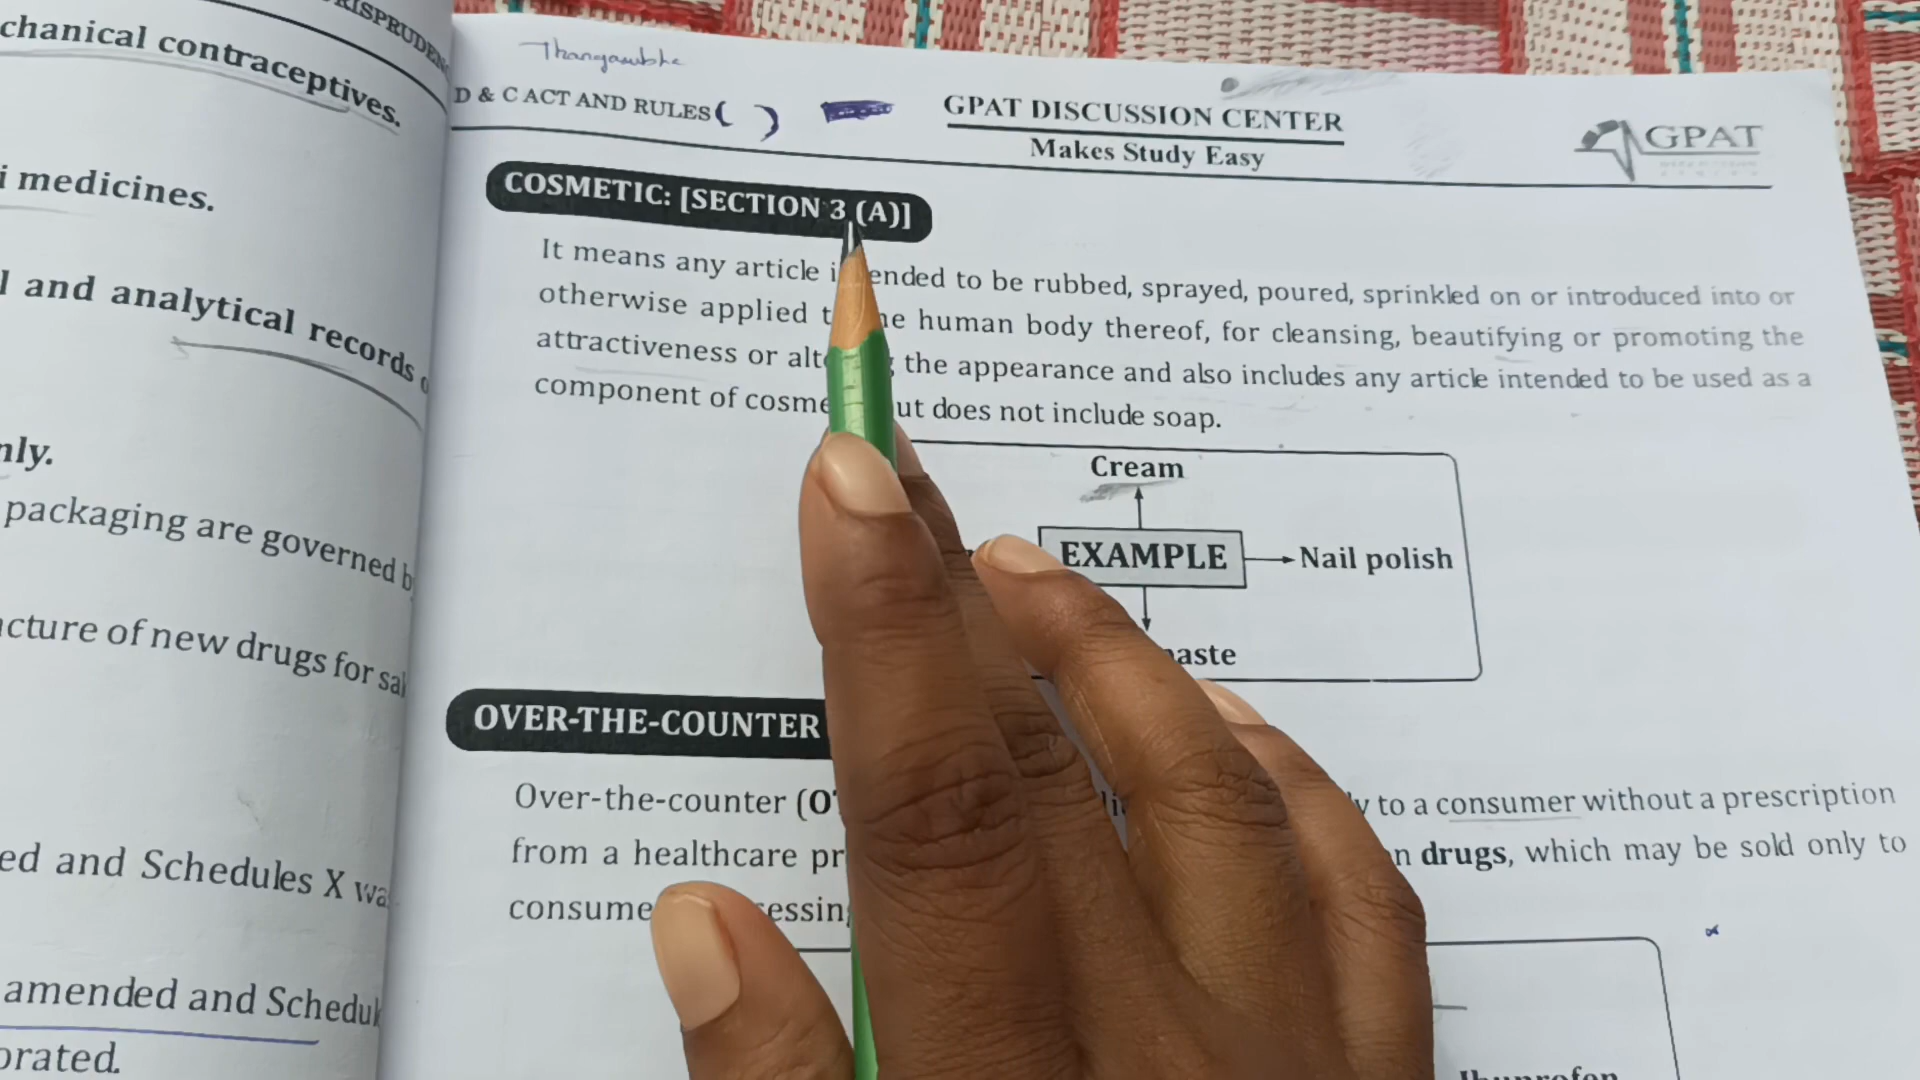 chanical contraceptives.
i medicines.
l and analytical records
nly.
packaging are governed b
cture of new drugs for sal
ed and Schedules X wa
amended and Schedul
orated.
D & C ACT AND RULES ( )
GPAT DISCUSSION CENTER
Makes Study Easy
GPAT
COSMETIC: [SECTION 3 (A)]
It means any article i ended to be rubbed, sprayed, poured, sprinkled on or introduced into or
otherwise applied t he human body thereof, for cleansing, beautifying or promoting the
attractiveness or alt the appearance and also includes any article intended to be used as a
component of cosme ut does not include soap.
Cream
EXAMPLE
Nail polish
aste
OVER-THE-COUNTER
Over-the-counter (O y to a consumer without a prescription
from a healthcare pr n drugs, which may be sold only to
consume essing
Ibuprofen